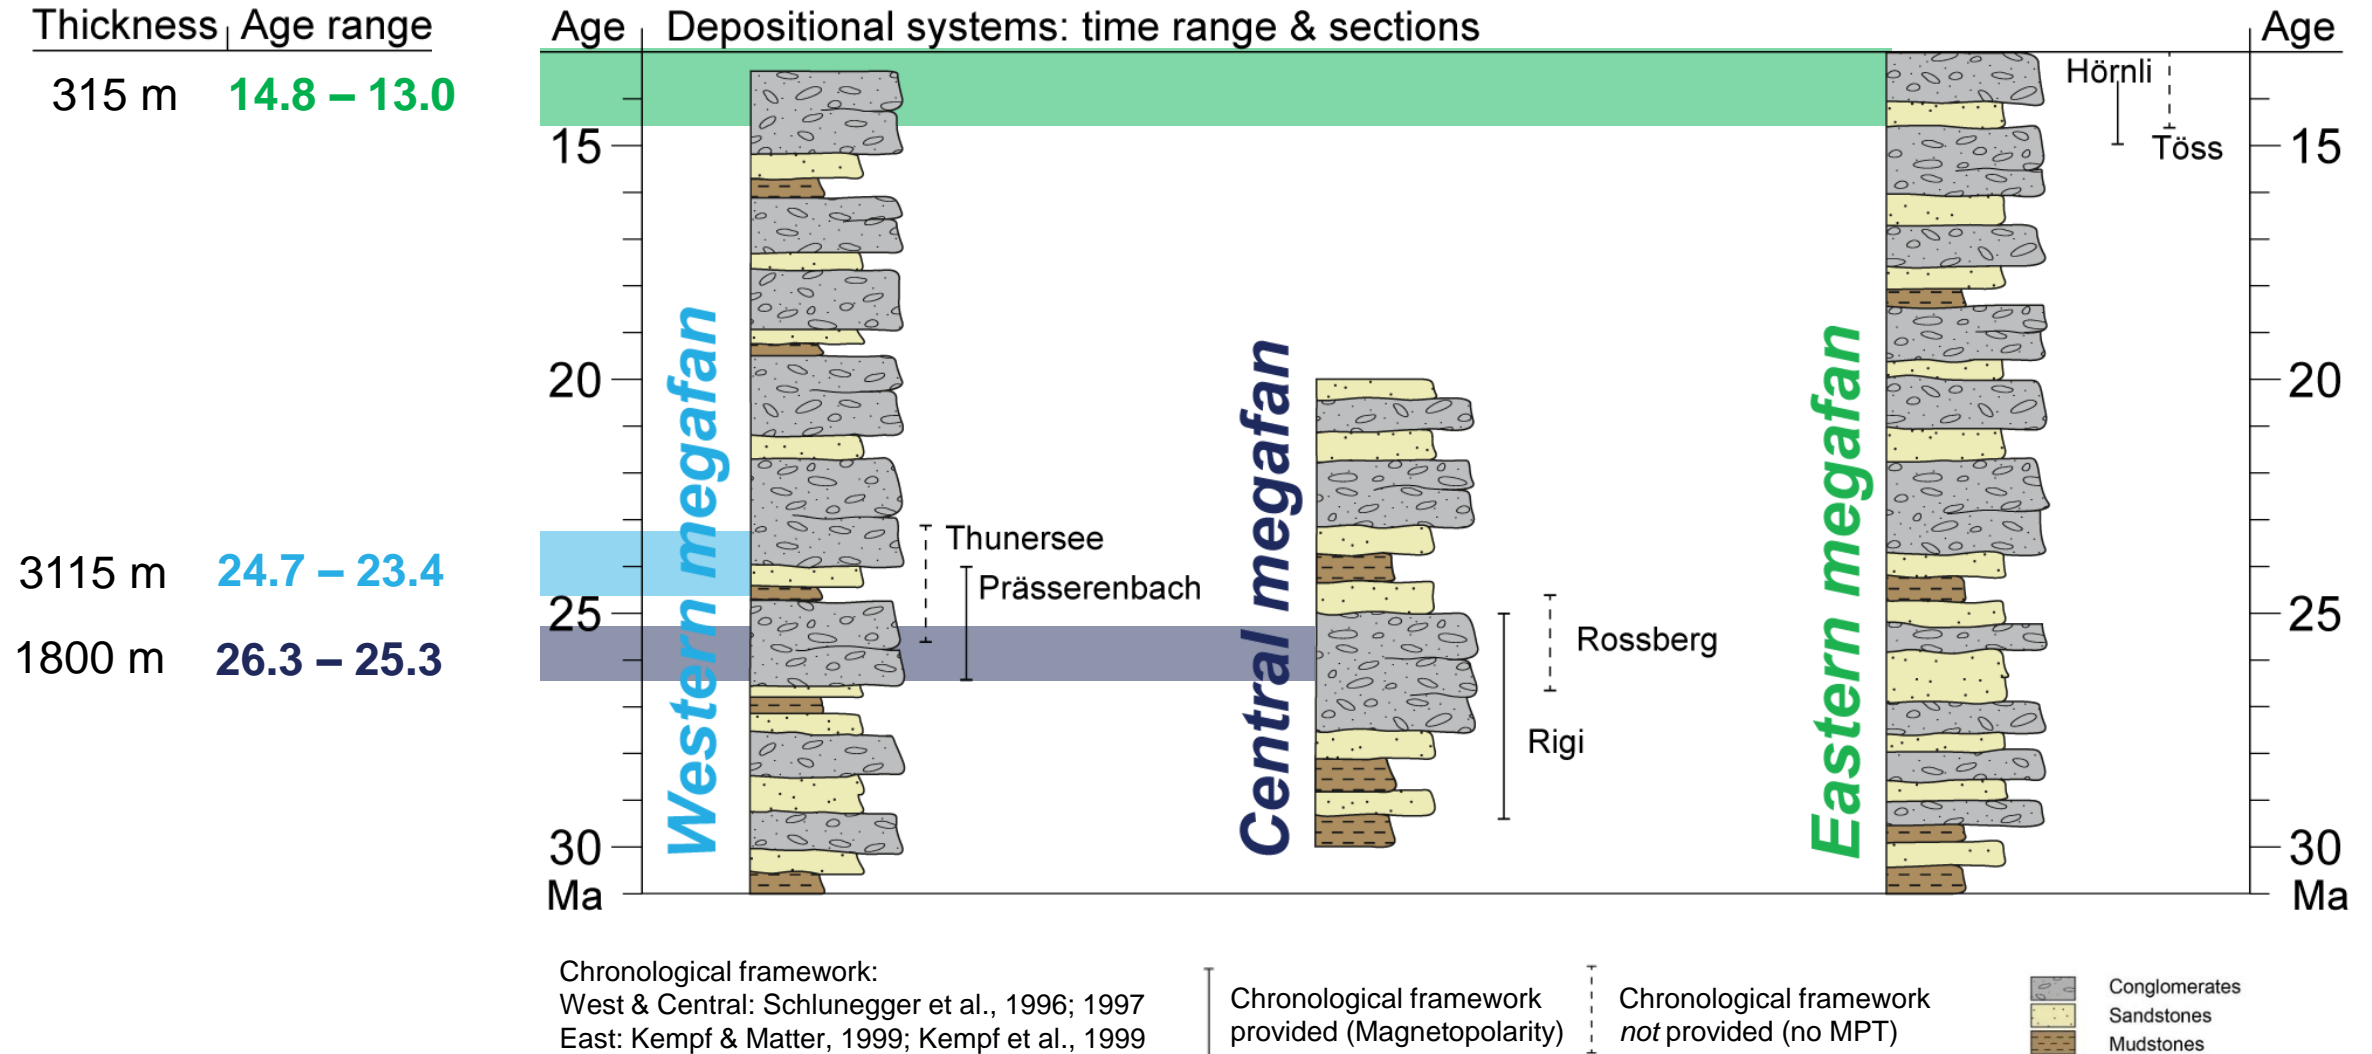 Thickness Age range
315 m 14.8 – 13.0
3115 m 24.7 – 23.4
1800 m 26.3 – 25.3
Age Depositional systems: time range & sections Age
15
20
25
30
Ma
Western megafan
Thunersee
Prässerenbach
Central megafan
Rossberg
Rigi
Eastern megafan
Hörnli
Töss
15
20
25
30
Ma
Chronological framework:
West & Central: Schlunegger et al., 1996; 1997
East: Kempf & Matter, 1999; Kempf et al., 1999
Chronological framework
provided (Magnetopolarity)
Chronological framework
not provided (no MPT)
Conglomerates
Sandstones
Mudstones